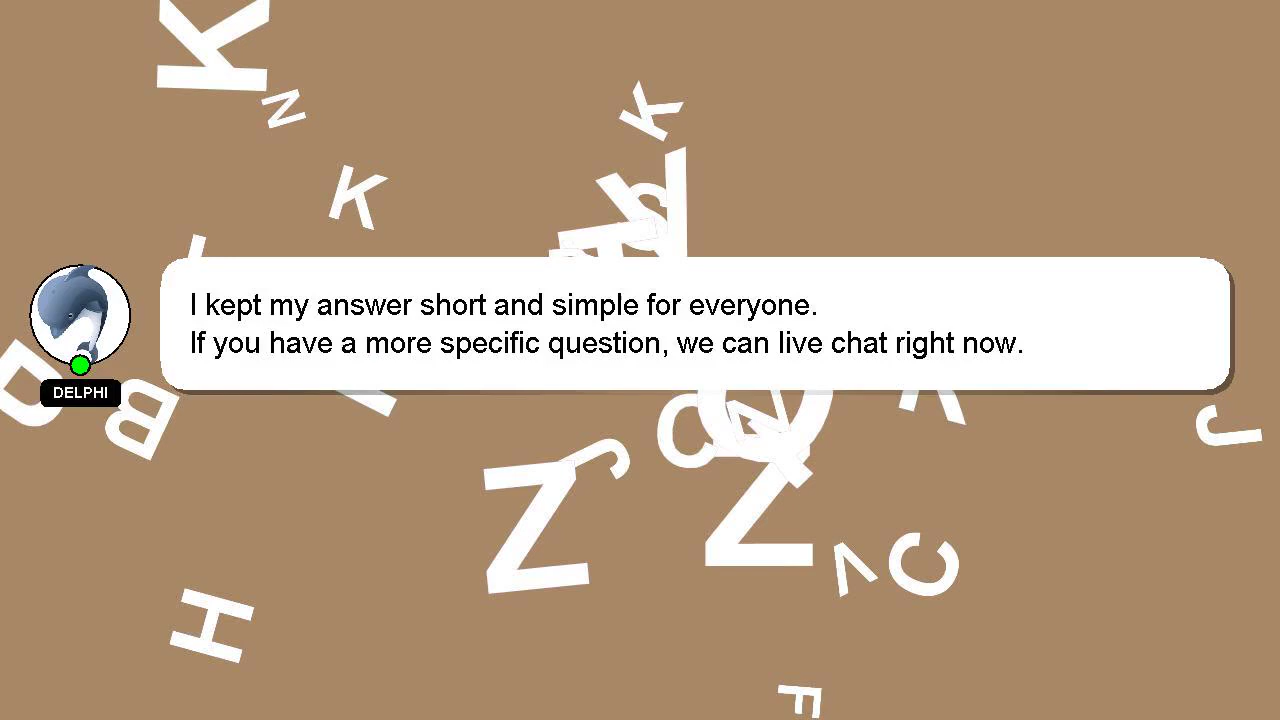 K
N
K
K
S
I kept my answer short and simple for everyone.
If you have a more specific question, we can live chat right now.
DELPHI
B
J
C
N
J
Z
Z
V
C
H
F